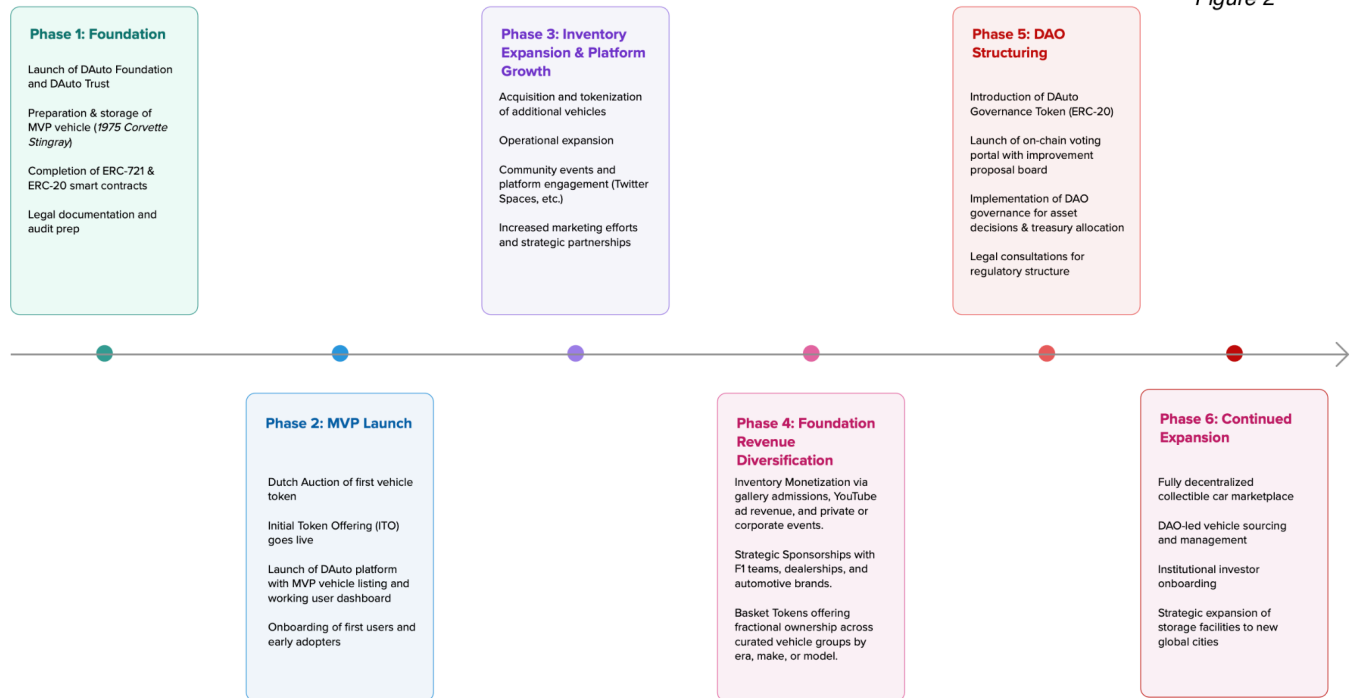 Figure 2
Phase 1: Foundation
Launch of DAuto Foundation
and DAuto Trust
Preparation & storage of
MVP vehicle (1975 Corvette
Stingray)
Completion of ERC-721 &
ERC-20 smart contracts
Legal documentation and
audit prep
Phase 3: Inventory
Expansion & Platform
Growth
Acquisition and tokenization
of additional vehicles
Operational expansion
Community events and
platform engagement (Twitter
Spaces, etc.)
Increased marketing efforts
and strategic partnerships
Phase 5: DAO
Structuring
Introduction of DAuto
Governance Token (ERC-20)
Launch of on-chain voting
portal with improvement
proposal board
Implementation of DAO
governance for asset
decisions & treasury allocation
Legal consultations for
regulatory structure
Phase 2: MVP Launch
Dutch Auction of first vehicle
token
Initial Token Offering (ITO)
goes live
Launch of DAuto platform
with MVP vehicle listing and
working user dashboard
Onboarding of first users and
early adopters
Phase 4: Foundation
Revenue
Diversification
Inventory Monetization via
gallery admissions, YouTube
ad revenue, and private or
corporate events.
Strategic Sponsorships with
F1 teams, dealerships, and
automotive brands.
Basket Tokens offering
fractional ownership across
curated vehicle groups by
era, make, or model.
Phase 6: Continued
Expansion
Fully decentralized
collectible car marketplace
DAO-led vehicle sourcing
and management
Institutional investor
onboarding
Strategic expansion of
storage facilities to new
global cities